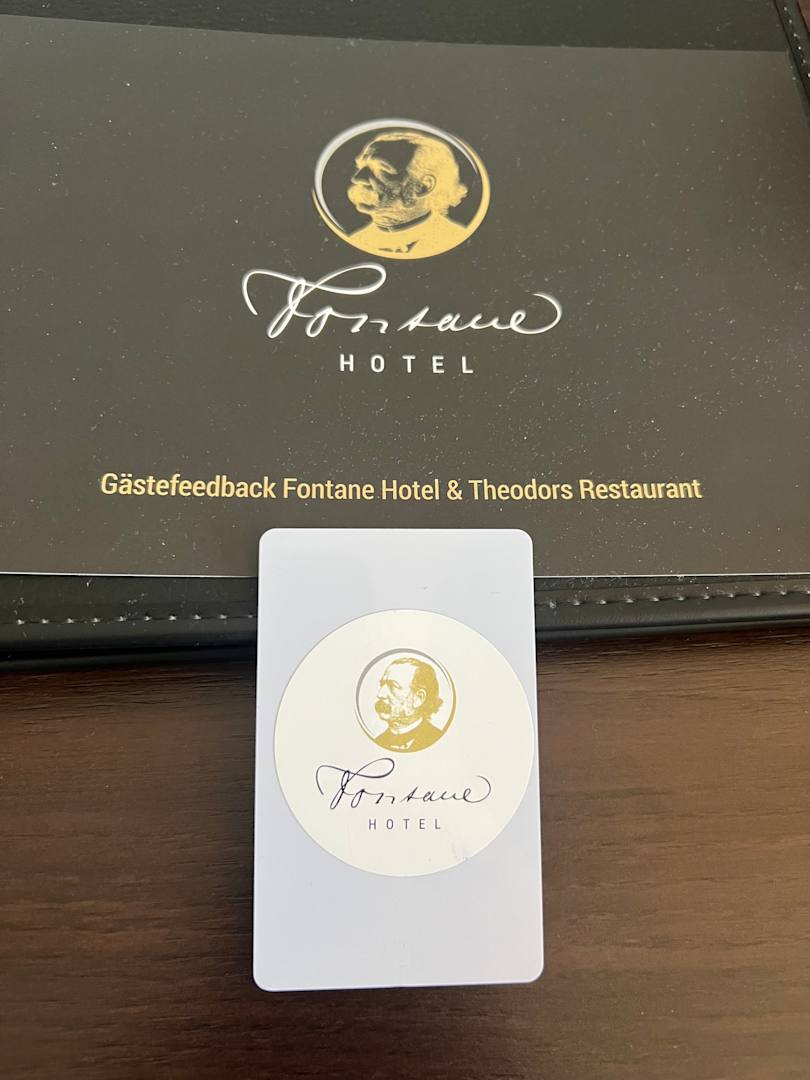 Fontane
HOTEL
Gästefeedback Fontane Hotel & Theodors Restaurant
Fontane
HOTEL